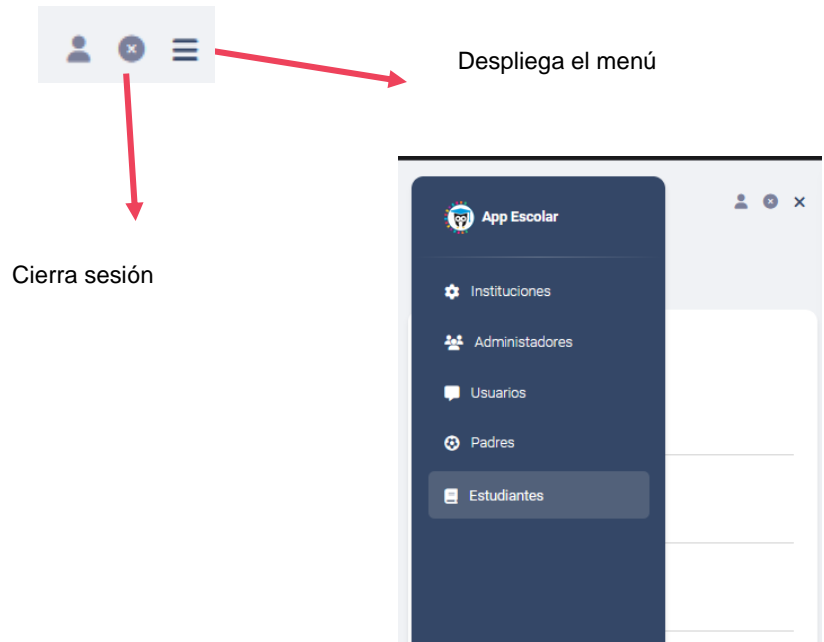 Despliega el menú
Cierra sesión
App Escolar
Instituciones
Administadores
Usuarios
Padres
Estudiantes